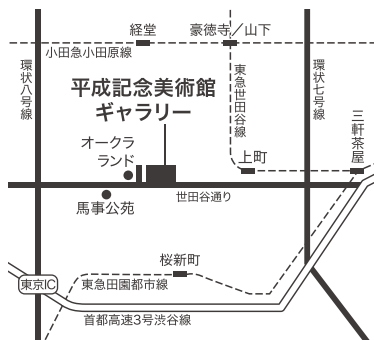 経堂
豪徳寺／山下
小田急小田原線
環状八号線
平成記念美術館
ギャラリー
東急世田谷線
環状七号線
三軒茶屋
オークラ
ランド
上町
世田谷通り
馬事公苑
桜新町
東京IC
東急田園都市線
首都高速3号渋谷線